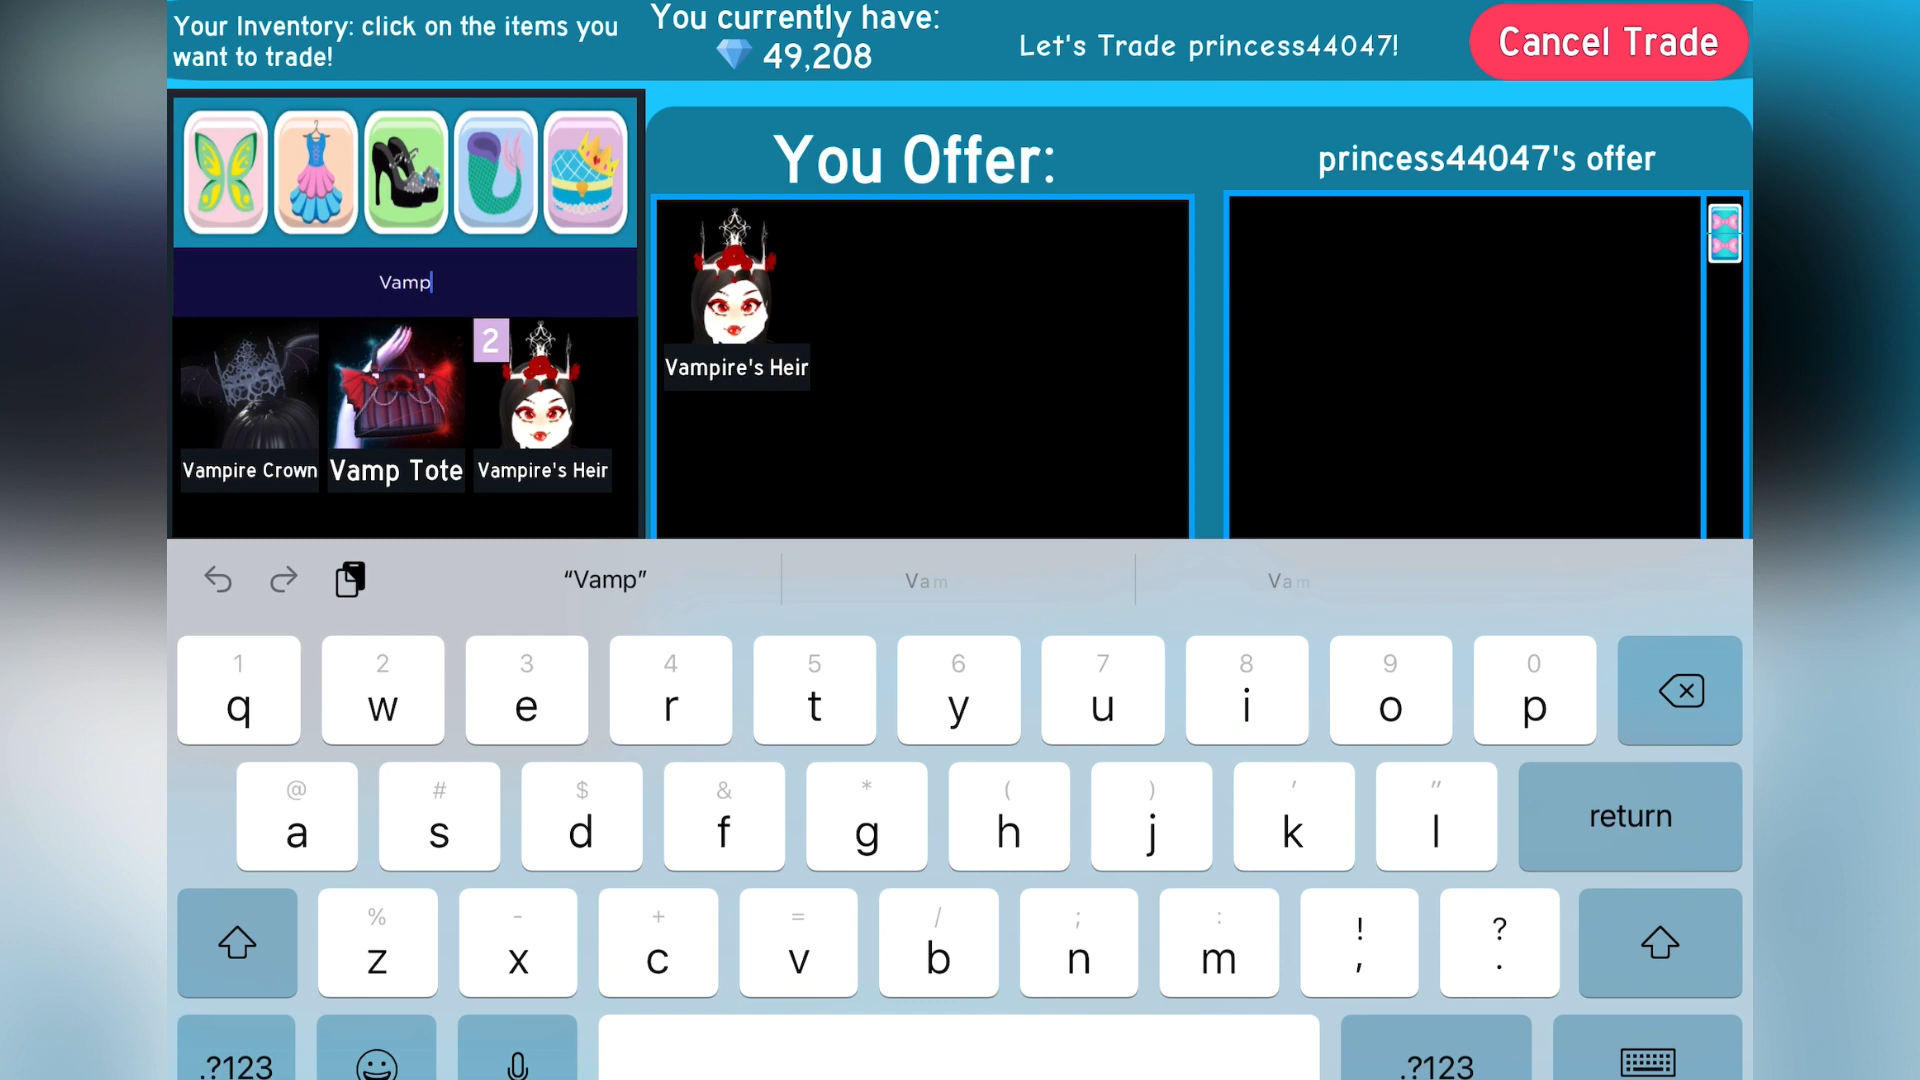 Your Inventory: click on the items you
want to trade!
You currently have:
49,208
Let's Trade princess44047!
Cancel Trade
You Offer:
princess44047's offer
Vamp
2
Vampire Crown
Vamp Tote
Vampire's Heir
Vampire's Heir
“Vamp”
Vam
Vam
1 2 3 4 5 6 7 8 9 0
q w e r t y u i o p
@ # $ & * ( ) ' "
a s d f g h j k l return
% - + = / ; : ! ?
z x c v b n m , .
.?123 .?123